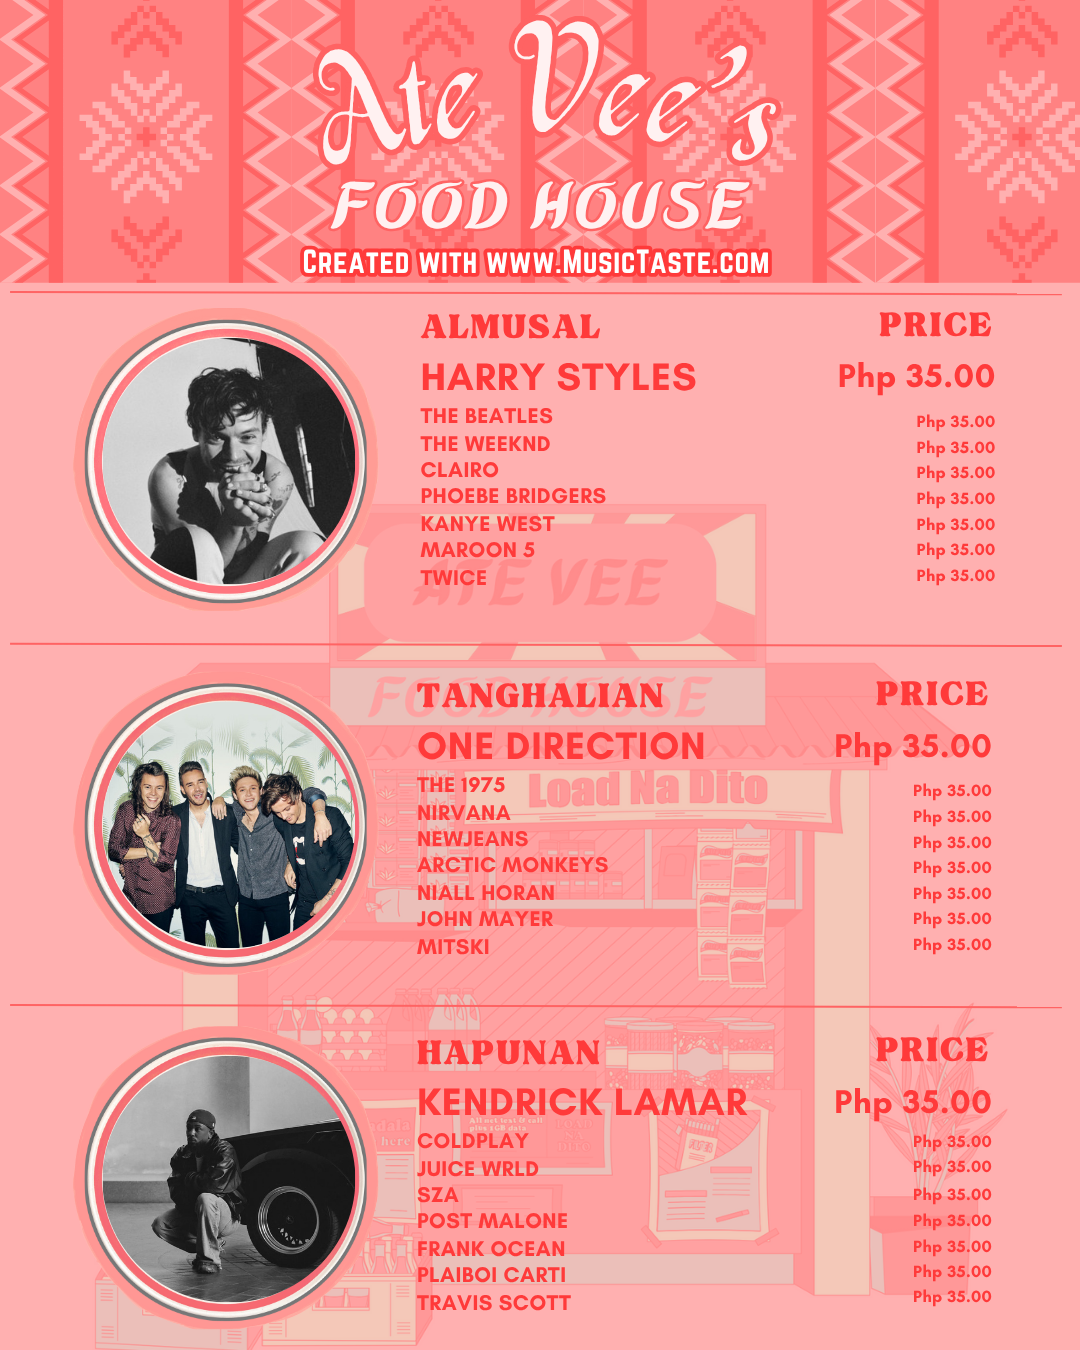 Ate Vee's
FOOD HOUSE
CREATED WITH WWW.MUSICTASTE.COM
ALMUSAL PRICE
HARRY STYLES Php 35.00
THE BEATLES Php 35.00
THE WEEKND Php 35.00
CLAIRO Php 35.00
PHOEBE BRIDGERS Php 35.00
KANYE WEST Php 35.00
MAROON 5 Php 35.00
TWICE Php 35.00
ATE VEE
FOOD HOUSE
TANGHALIAN PRICE
ONE DIRECTION Php 35.00
Load Na Dito
THE 1975 Php 35.00
NIRVANA Php 35.00
NEWJEANS Php 35.00
ARCTIC MONKEYS Php 35.00
NIALL HORAN Php 35.00
JOHN MAYER Php 35.00
MITSKI Php 35.00
HAPUNAN PRICE
KENDRICK LAMAR Php 35.00
COLDPLAY Php 35.00
JUICE WRLD Php 35.00
SZA Php 35.00
POST MALONE Php 35.00
FRANK OCEAN Php 35.00
PLAIBOI CARTI Php 35.00
TRAVIS SCOTT Php 35.00
here